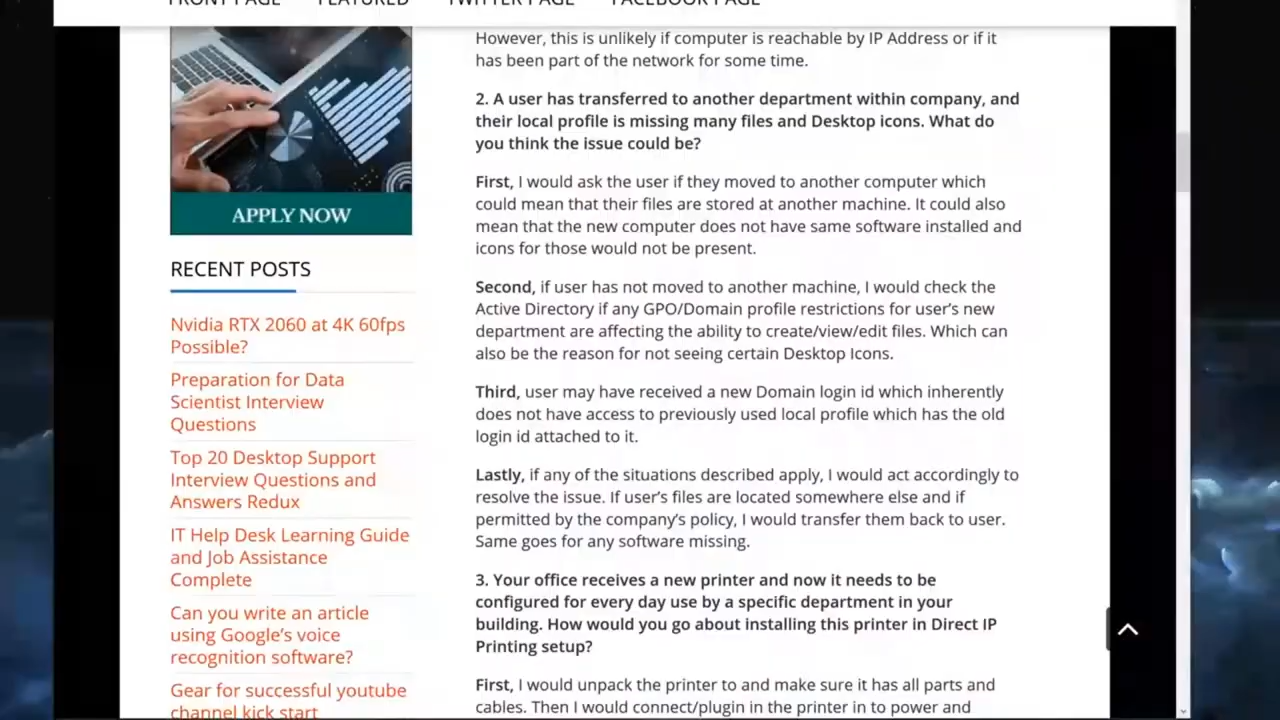 FRONT PAGE FEATURED TWITTER PAGE FACEBOOK PAGE
APPLY NOW
RECENT POSTS
Nvidia RTX 2060 at 4K 60fps
Possible?
Preparation for Data
Scientist Interview
Questions
Top 20 Desktop Support
Interview Questions and
Answers Redux
IT Help Desk Learning Guide
and Job Assistance
Complete
Can you write an article
using Google's voice
recognition software?
Gear for successful youtube
channel kick start
However, this is unlikely if computer is reachable by IP Address or if it
has been part of the network for some time.
2. A user has transferred to another department within company, and
their local profile is missing many files and Desktop icons. What do
you think the issue could be?
First, I would ask the user if they moved to another computer which
could mean that their files are stored at another machine. It could also
mean that the new computer does not have same software installed and
icons for those would not be present.
Second, if user has not moved to another machine, I would check the
Active Directory if any GPO/Domain profile restrictions for user's new
department are affecting the ability to create/view/edit files. Which can
also be the reason for not seeing certain Desktop Icons.
Third, user may have received a new Domain login id which inherently
does not have access to previously used local profile which has the old
login id attached to it.
Lastly, if any of the situations described apply, I would act accordingly to
resolve the issue. If user's files are located somewhere else and if
permitted by the company's policy, I would transfer them back to user.
Same goes for any software missing.
3. Your office receives a new printer and now it needs to be
configured for every day use by a specific department in your
building. How would you go about installing this printer in Direct IP
Printing setup?
First, I would unpack the printer to and make sure it has all parts and
cables. Then I would connect/plugin in the printer in to power and